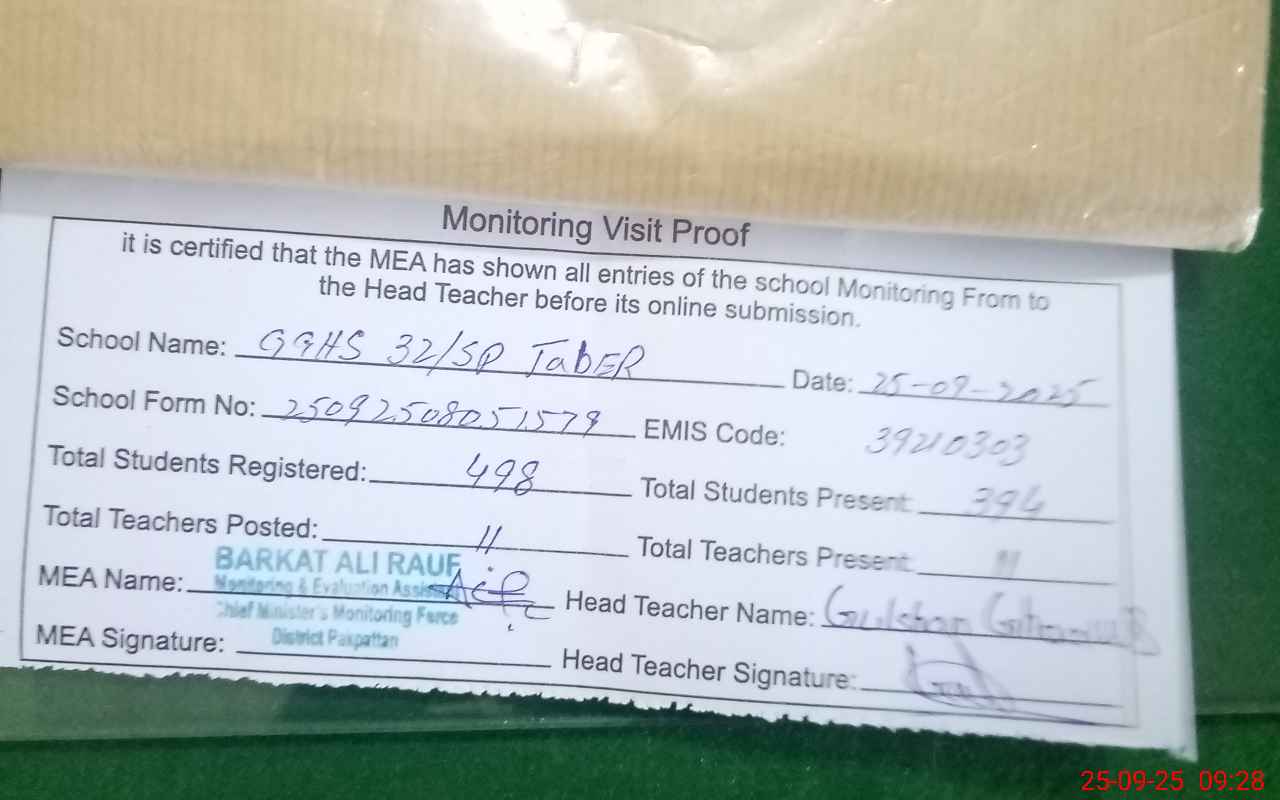 Monitoring Visit Proof
it is certified that the MEA has shown all entries of the school Monitoring From to
the Head Teacher before its online submission.
School Name: GGHS 32/SP TabER Date: 25-09-2025
School Form No: 25092508051579 EMIS Code: 39210303
Total Students Registered: 498 Total Students Present: 394
Total Teachers Posted: 11 Total Teachers Present: 11
BARKAT ALI RAUF
MEA Name: Monitoring & Evaluation Assistant Head Teacher Name: Gulshan
Chief Minister's Monitoring Force
MEA Signature: District Pakpattan Head Teacher Signature:
25-09-25 09:28